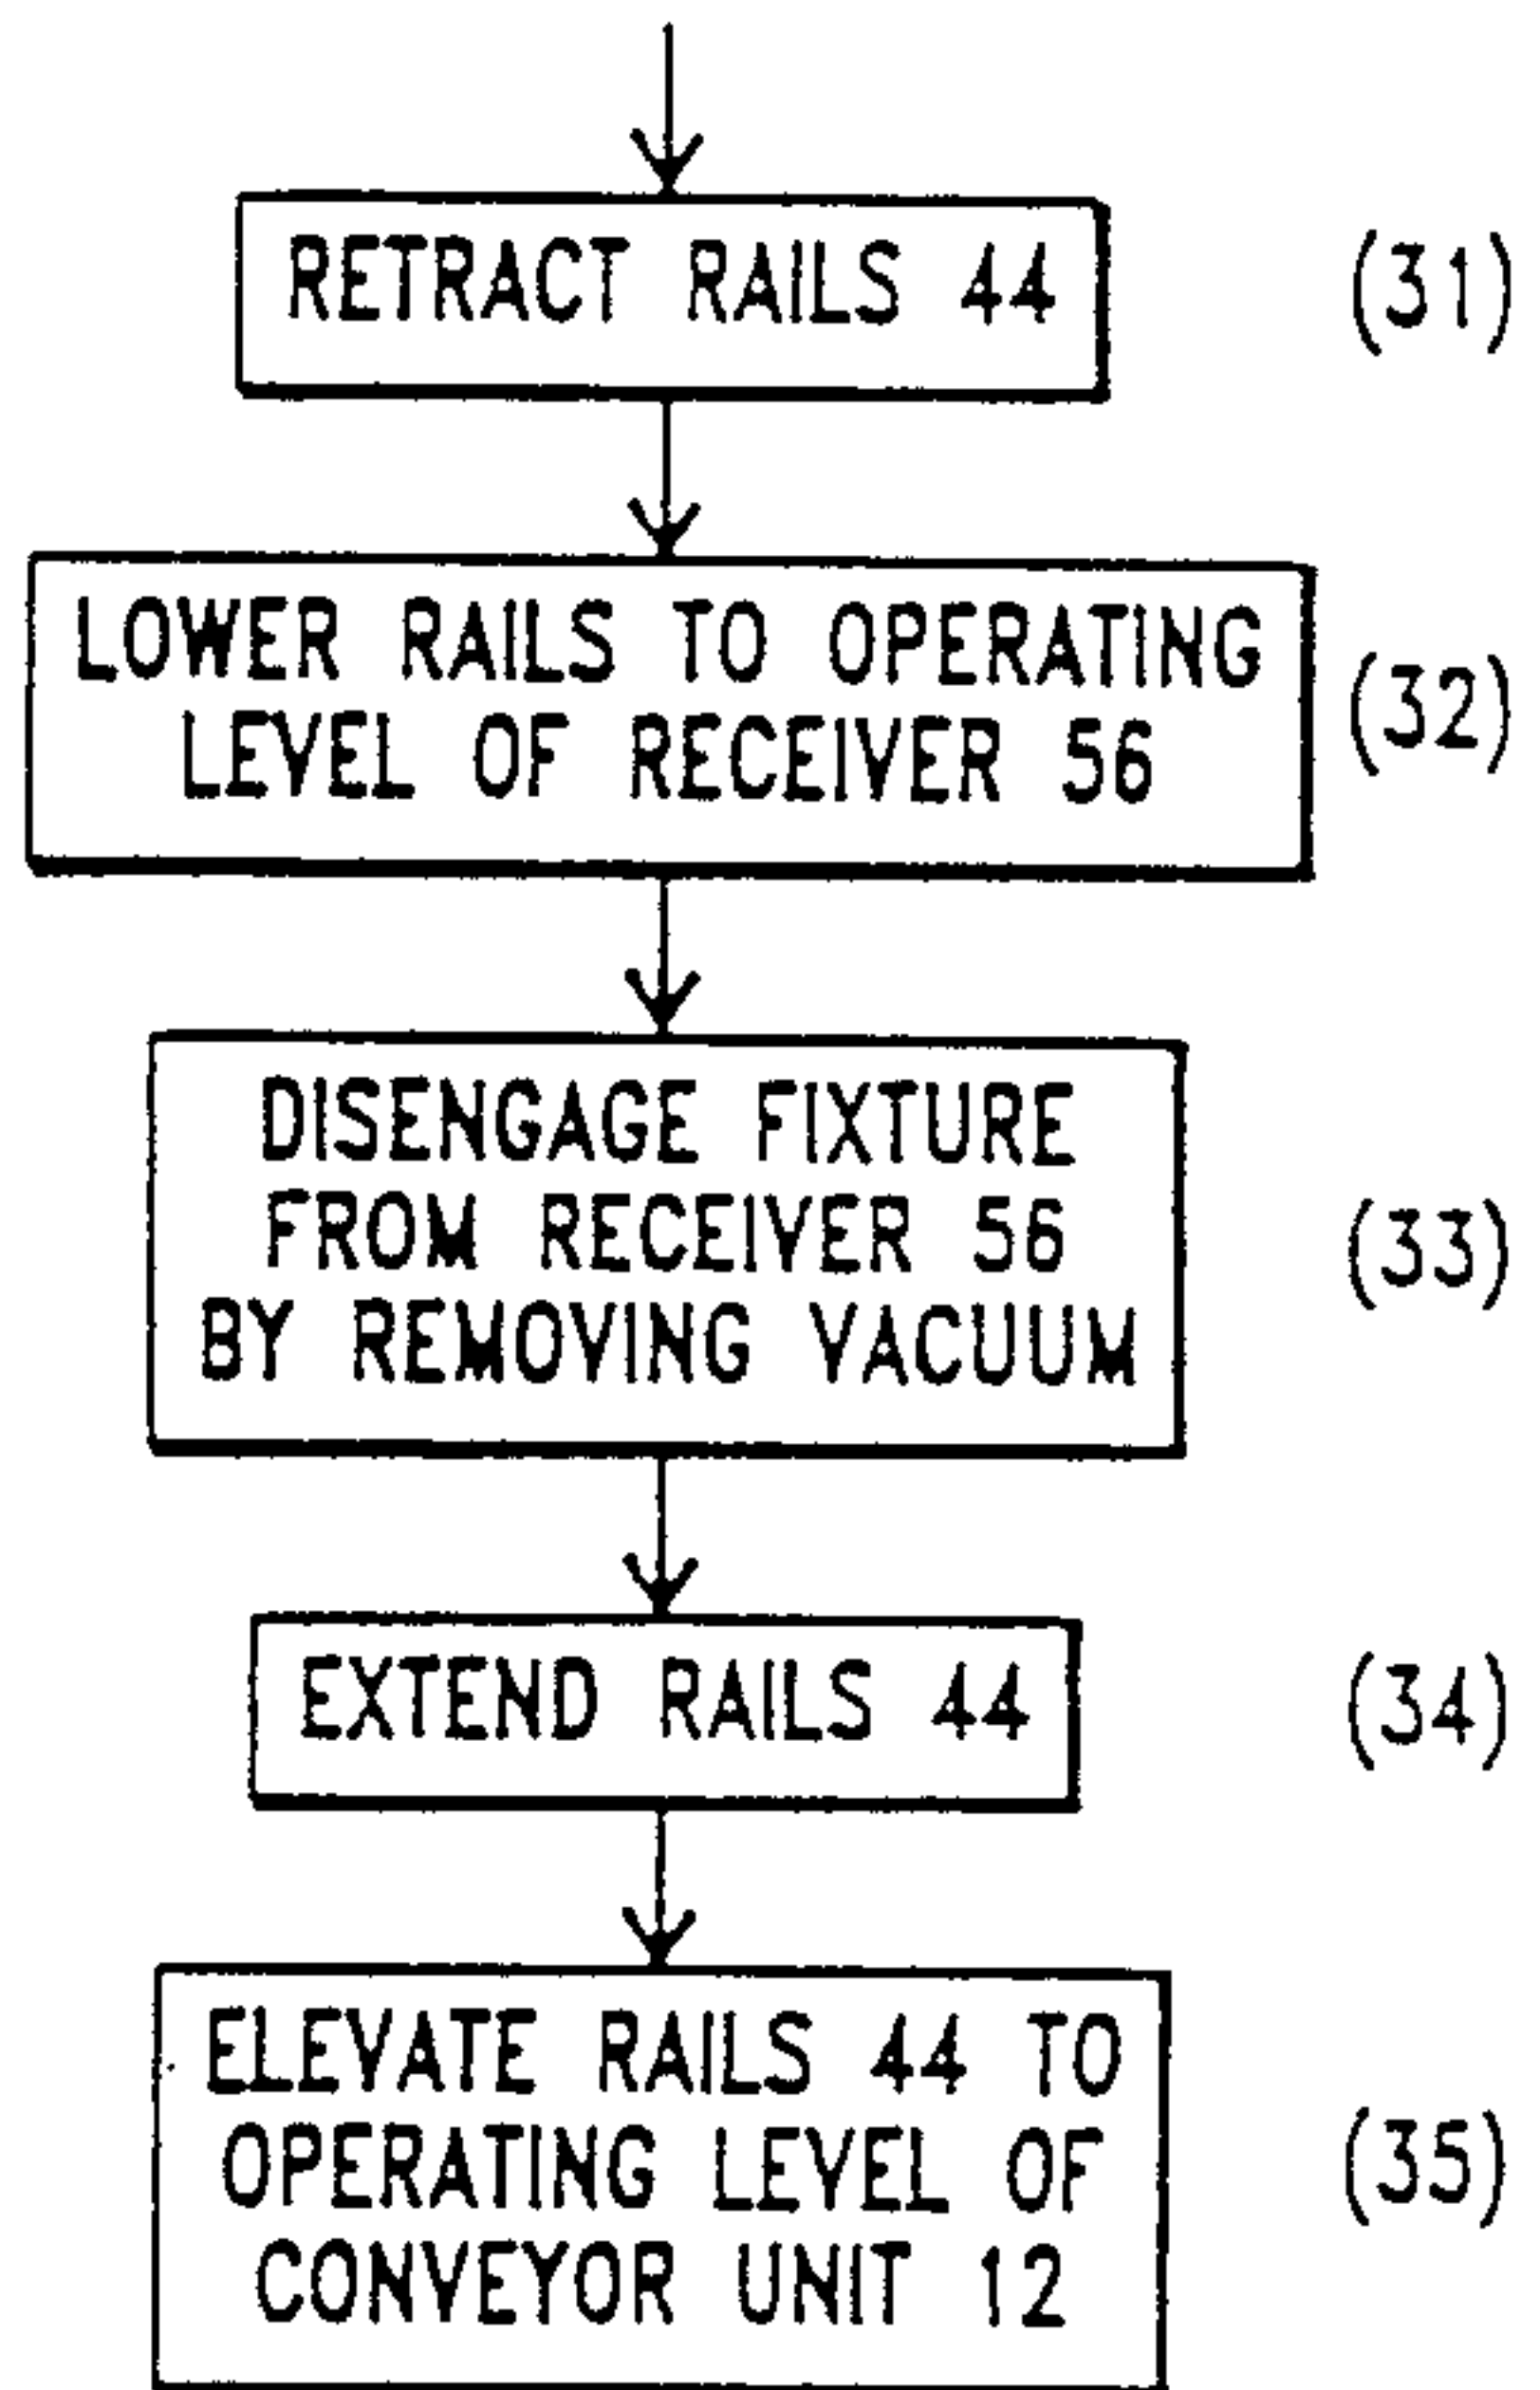 RETRACT RAILS 44 (31)
LOWER RAILS TO OPERATING
LEVEL OF RECEIVER 56 (32)
DISENGAGE FIXTURE
FROM RECEIVER 56
BY REMOVING VACUUM (33)
EXTEND RAILS 44 (34)
ELEVATE RAILS 44 TO
OPERATING LEVEL OF
CONVEYOR UNIT 12 (35)